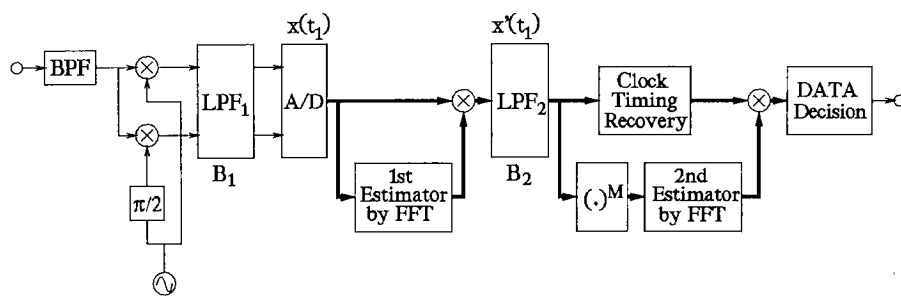 x(t₁)
x'(t₁)
BPF
LPF₁
A/D
LPF₂
Clock
Timing
Recovery
DATA
Decision
B₁
1st
Estimator
by FFT
B₂
(.)ᴹ
2nd
Estimator
by FFT
π/2